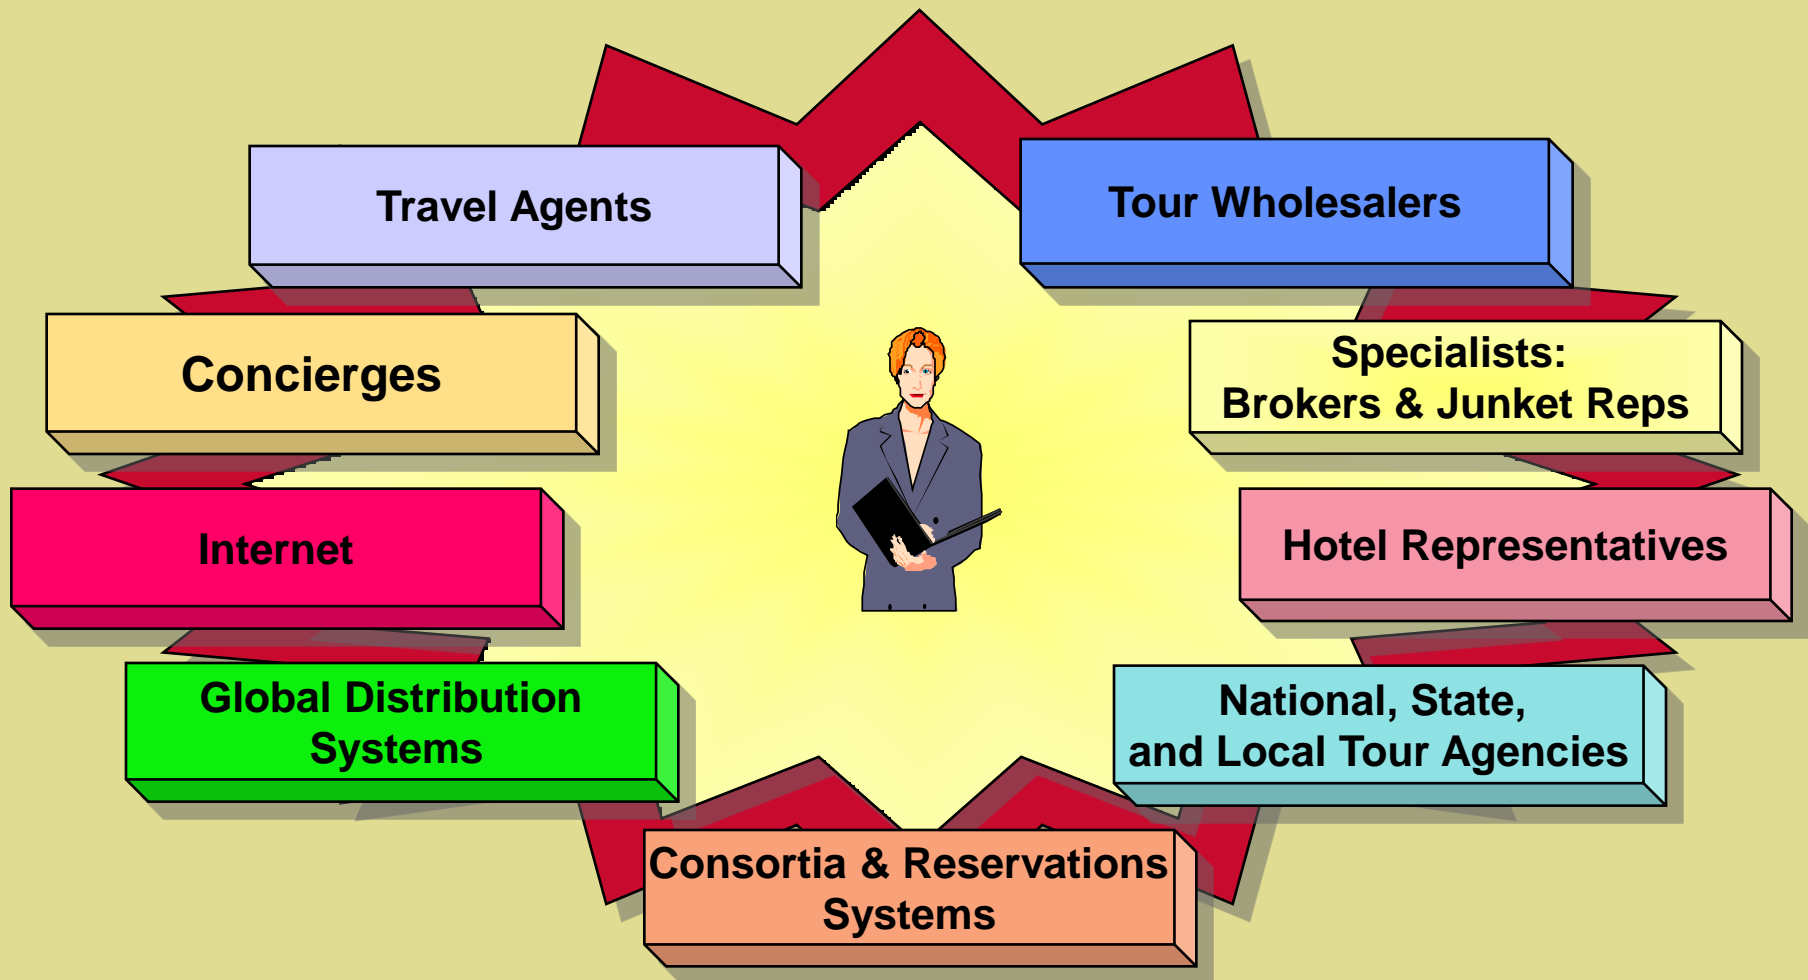 Travel Agents
Tour Wholesalers
Concierges
Specialists:
Brokers & Junket Reps
Internet
Hotel Representatives
Global Distribution
Systems
National, State,
and Local Tour Agencies
Consortia & Reservations
Systems